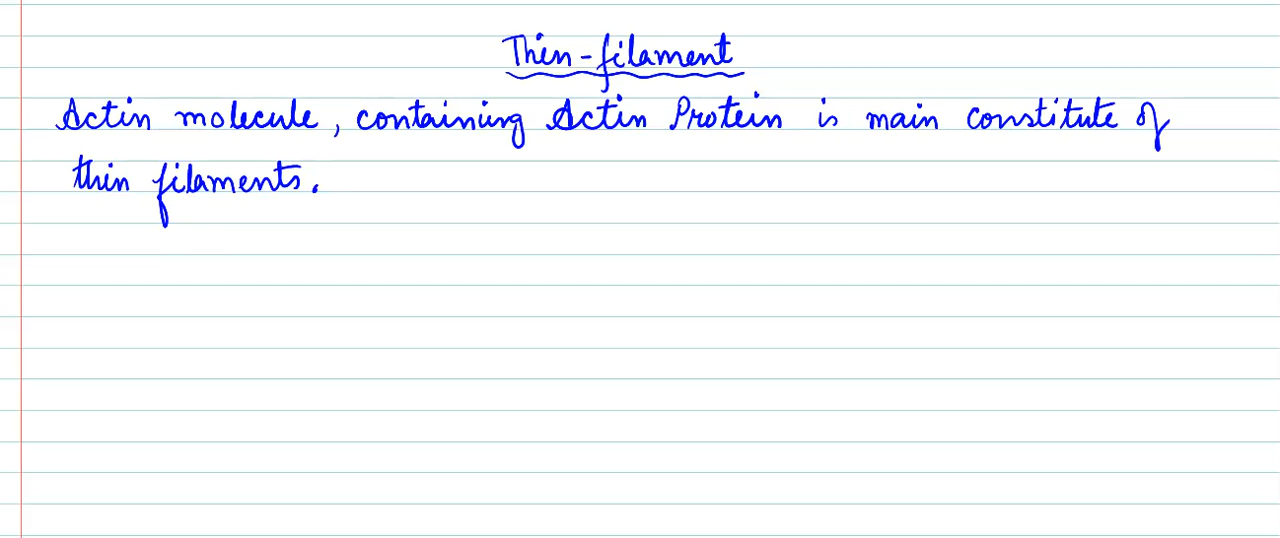 Thin-filament
Actin molecule, containing Actin Protein is main constitute of
thin filaments.